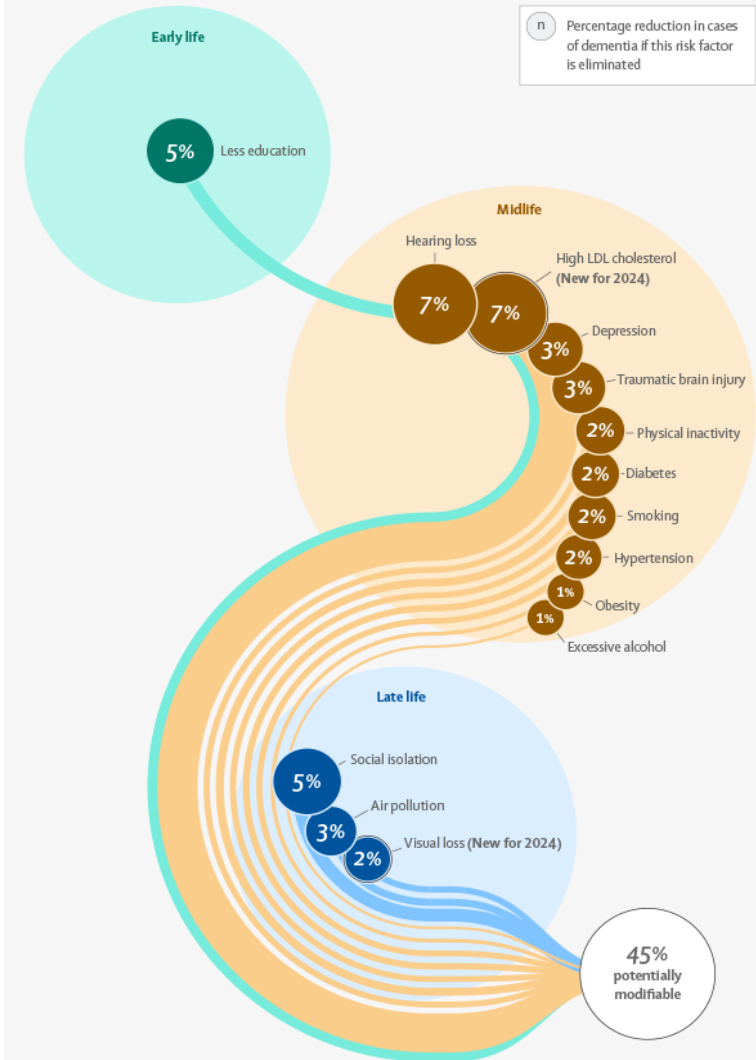 n
Percentage reduction in cases
of dementia if this risk factor
is eliminated
Early life
5%
Less education
Midlife
Hearing loss
7%
High LDL cholesterol
(New for 2024)
7%
Depression
3%
Traumatic brain injury
3%
Physical inactivity
2%
Diabetes
2%
Smoking
2%
Hypertension
2%
Obesity
1%
Excessive alcohol
1%
Late life
Social isolation
5%
Air pollution
3%
Visual loss (New for 2024)
2%
45%
potentially
modifiable